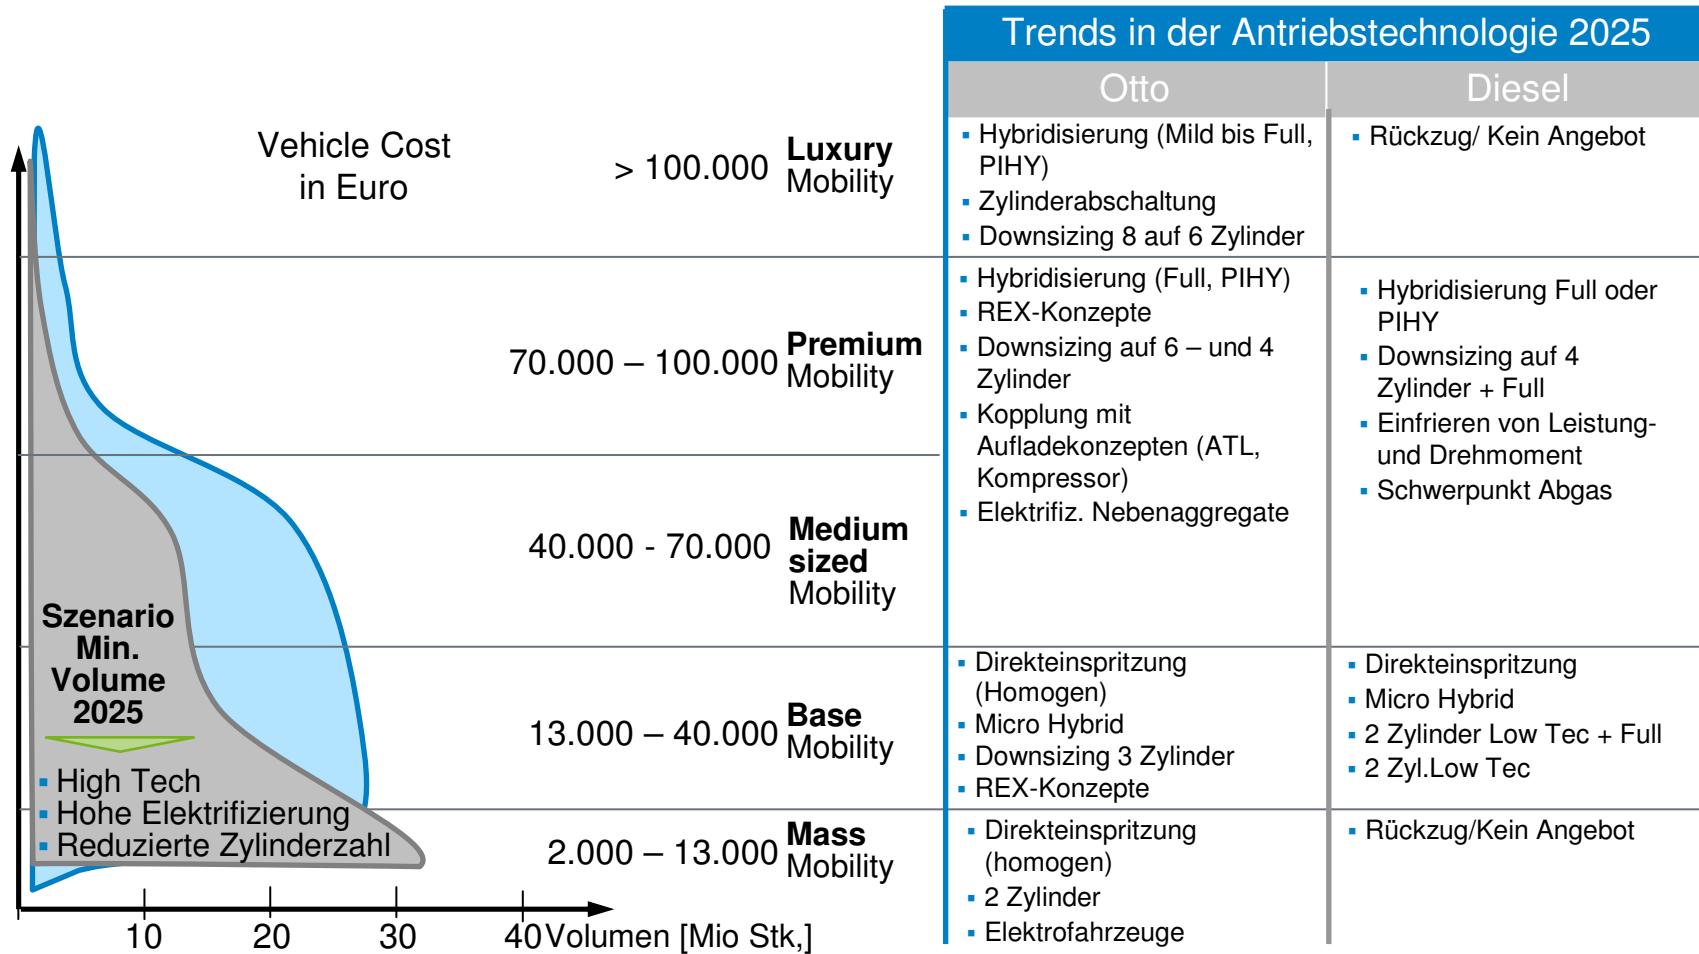 Trends in der Antriebstechnologie 2025
Otto
Diesel
Vehicle Cost
in Euro
> 100.000
Luxury
Mobility
▪ Hybridisierung (Mild bis Full,
PIHY)
▪ Zylinderabschaltung
▪ Downsizing 8 auf 6 Zylinder
▪ Rückzug/ Kein Angebot
70.000 – 100.000
Premium
Mobility
▪ Hybridisierung (Full, PIHY)
▪ REX-Konzepte
▪ Downsizing auf 6 – und 4
Zylinder
▪ Kopplung mit
Aufladekonzepten (ATL,
Kompressor)
▪ Elektrifiz. Nebenaggregate
▪ Hybridisierung Full oder
PIHY
▪ Downsizing auf 4
Zylinder + Full
▪ Einfrieren von Leistung-
und Drehmoment
▪ Schwerpunkt Abgas
40.000 - 70.000
Medium
sized
Mobility
13.000 – 40.000
Base
Mobility
▪ Direkteinspritzung
(Homogen)
▪ Micro Hybrid
▪ Downsizing 3 Zylinder
▪ REX-Konzepte
▪ Direkteinspritzung
▪ Micro Hybrid
▪ 2 Zylinder Low Tec + Full
▪ 2 Zyl.Low Tec
2.000 – 13.000
Mass
Mobility
▪ Direkteinspritzung
(homogen)
▪ 2 Zylinder
▪ Elektrofahrzeuge
▪ Rückzug/Kein Angebot
Szenario
Min.
Volume
2025
▪ High Tech
▪ Hohe Elektrifizierung
▪ Reduzierte Zylinderzahl
10 20 30 40 Volumen [Mio Stk,]